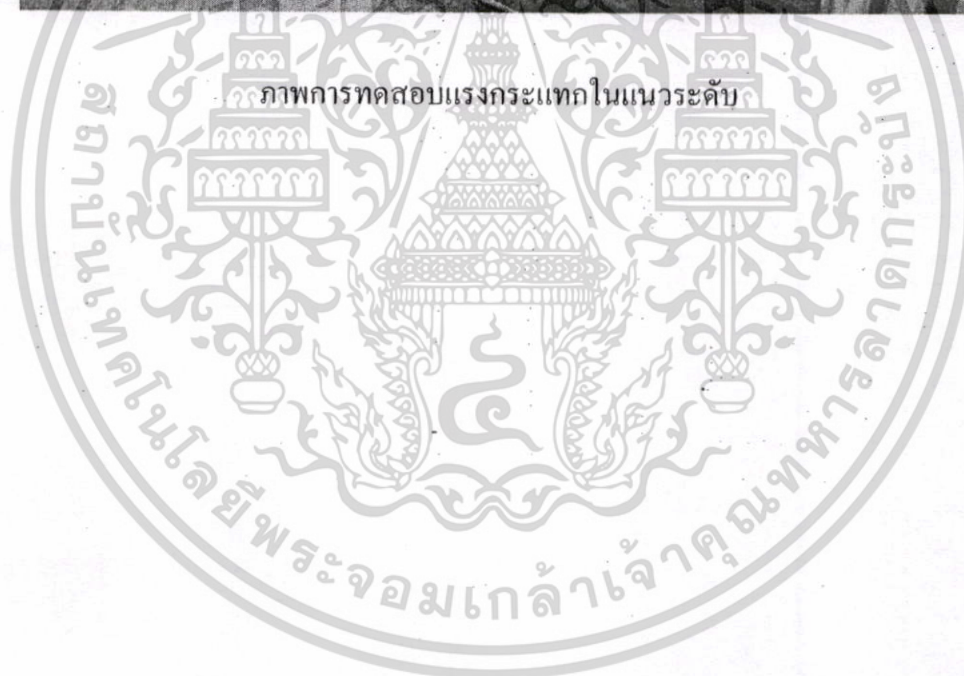 ภาพการทดสอบแรงกระแทกในแนวระดับ
สถาบันเทคโนโลยีพระจอมเกล้าเจ้าคุณทหารลาดกระบัง
๔